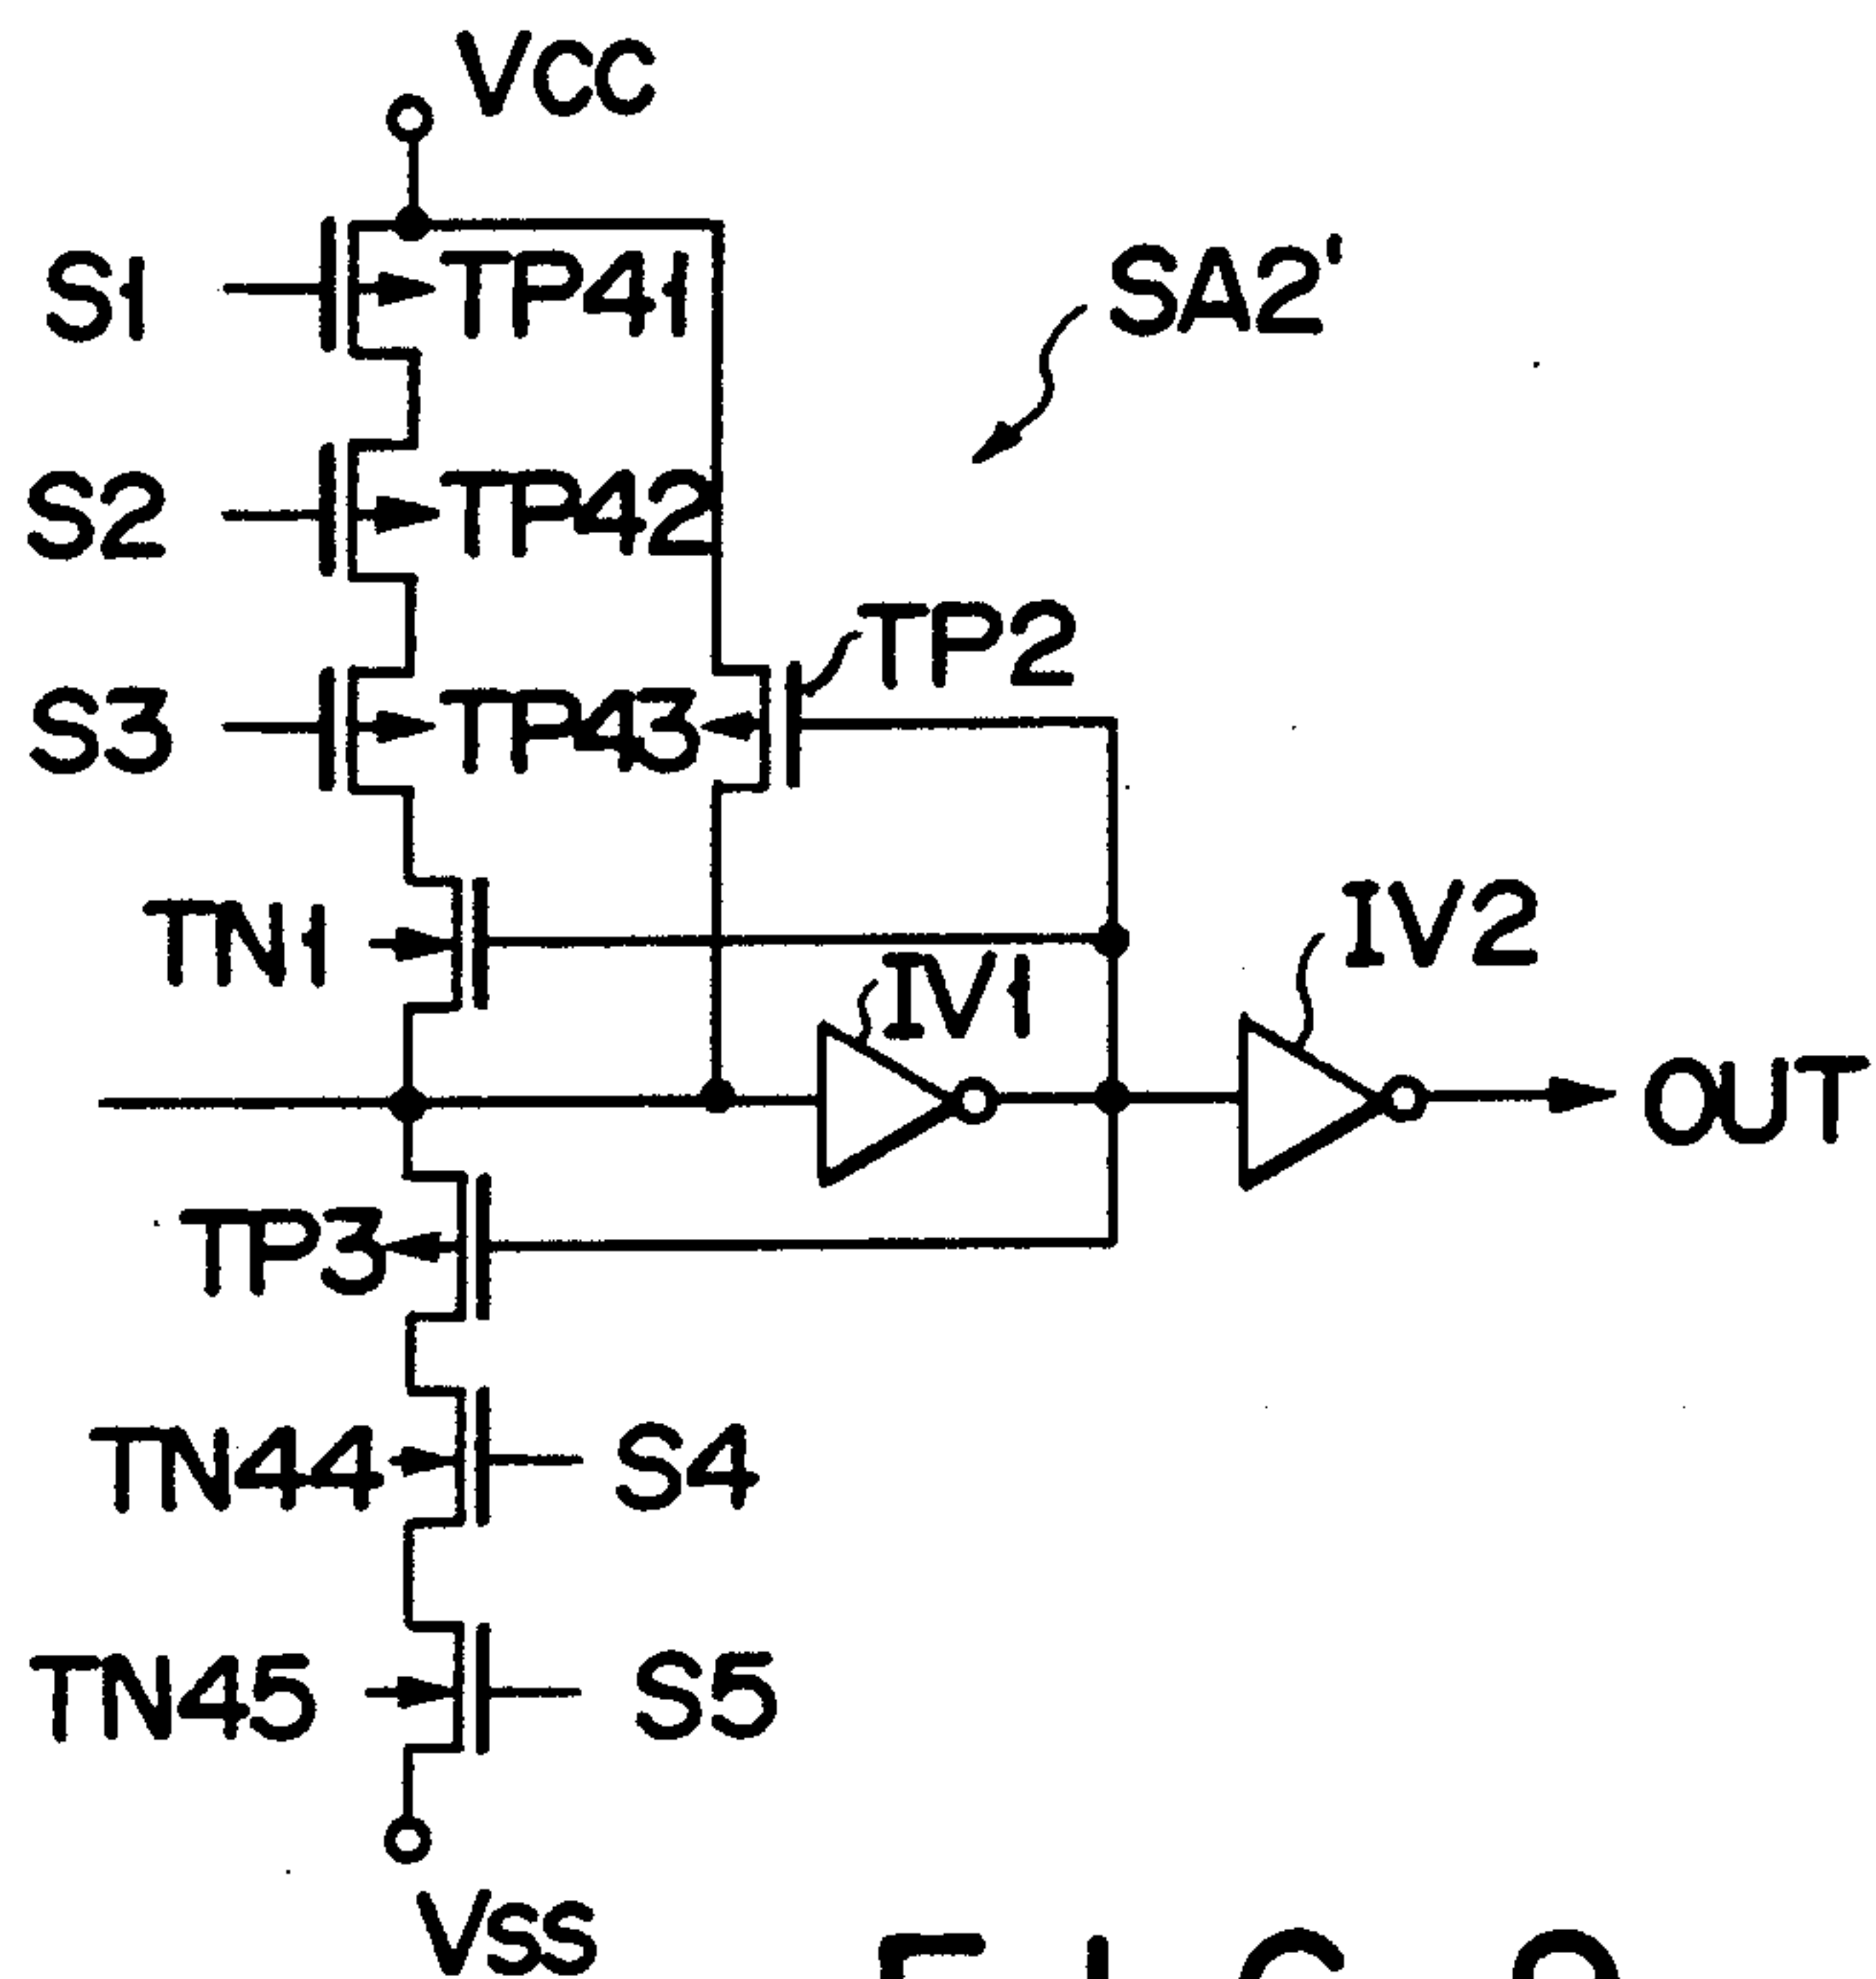 VCC
S1
TP41
SA2'
S2
TP42
TP2
S3
TP43
TN1
IV1
IV2
OUT
TP3
TN44
S4
TN45
S5
VSS